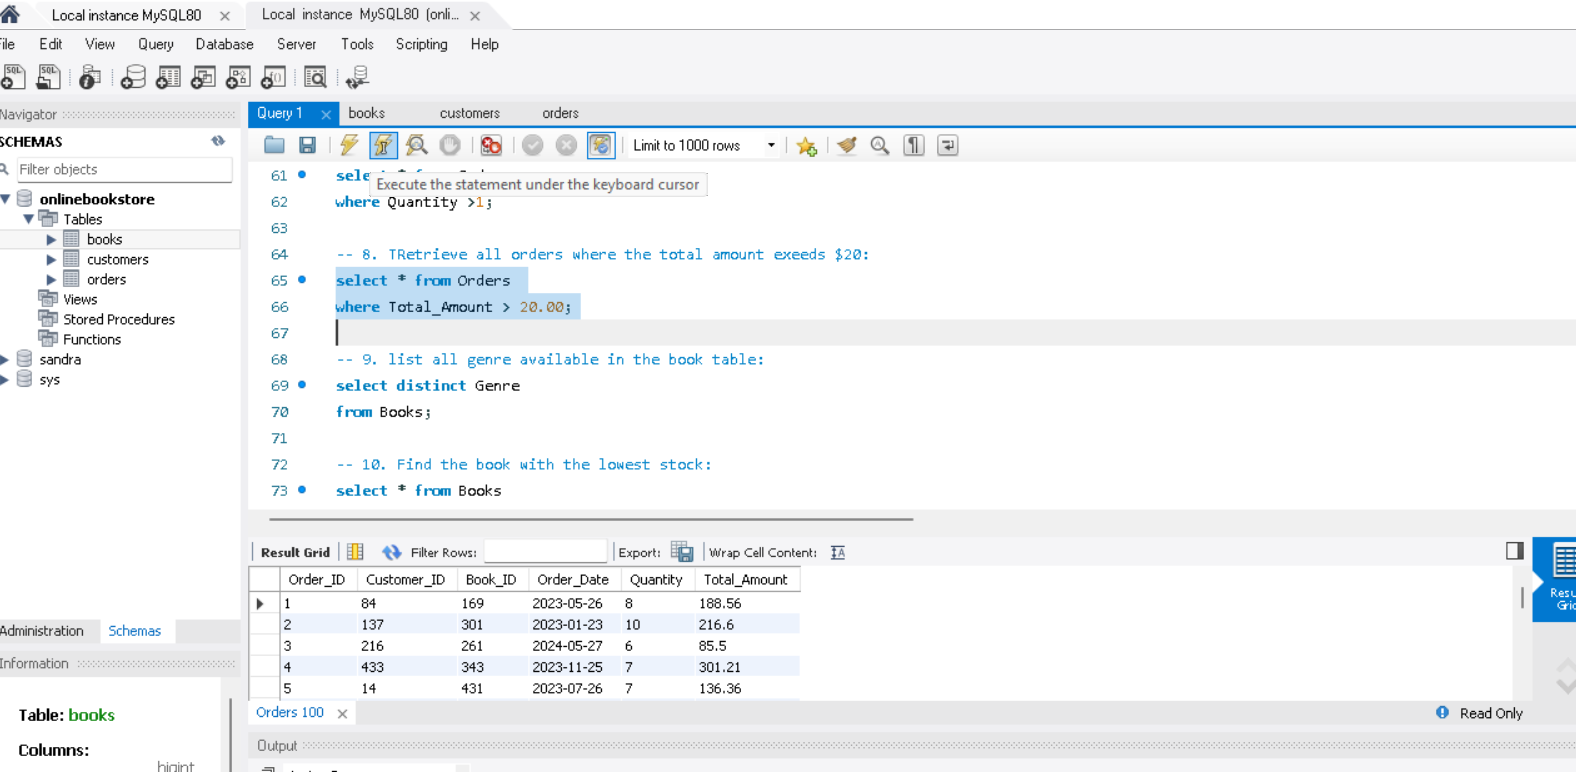 Local instance MySQL80 ×
Local instance MySQL80 (onli... ×
File Edit View Query Database Server Tools Scripting Help
Navigator
SCHEMAS
Filter objects
onlinebookstore
Tables
books
customers
orders
Views
Stored Procedures
Functions
sandra
sys
Administration Schemas
Information
Table: books
Columns:
Query 1 × books customers orders
Limit to 1000 rows
Execute the statement under the keyboard cursor
61
62 where Quantity >1;
63
64 -- 8. TRetrieve all orders where the total amount exeeds $20:
65 select * from Orders
66 where Total_Amount > 20.00;
67
68 -- 9. list all genre available in the book table:
69 select distinct Genre
70 from Books;
71
72 -- 10. Find the book with the lowest stock:
73 select * from Books
Result Grid Filter Rows: Export: Wrap Cell Content:
Order_ID Customer_ID Book_ID Order_Date Quantity Total_Amount
1 84 169 2023-05-26 8 188.56
2 137 301 2023-01-23 10 216.6
3 216 261 2024-05-27 6 85.5
4 433 343 2023-11-25 7 301.21
5 14 431 2023-07-26 7 136.36
Orders 100 ×
Read Only
Output